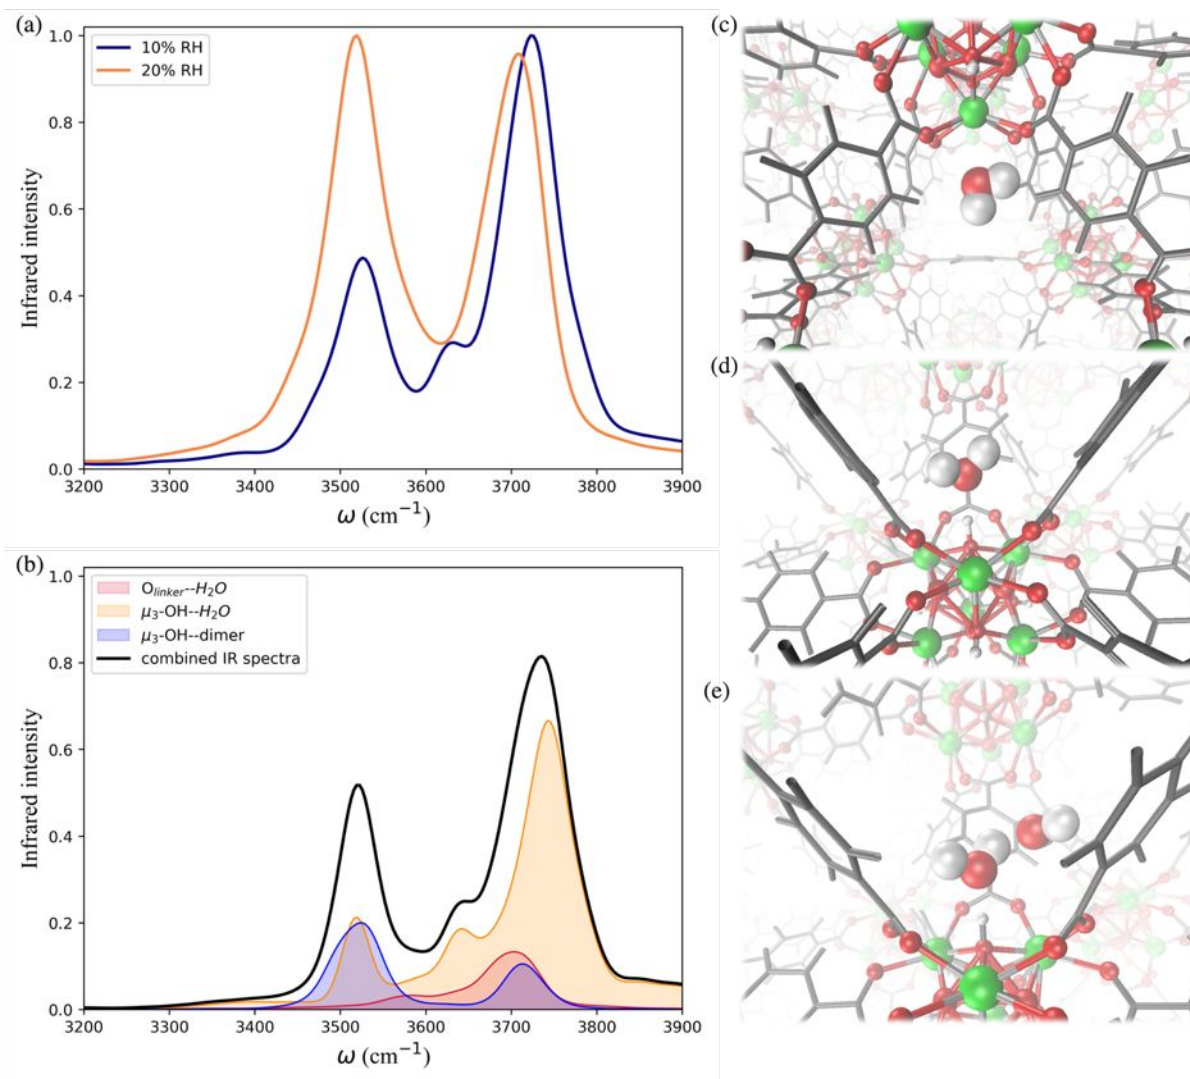 (a)
10% RH
20% RH
1.0
0.8
0.6
0.4
0.2
0.0
Infrared intensity
3200 3300 3400 3500 3600 3700 3800 3900
ω (cm⁻¹)
(b)
O_linker--H₂O
μ₃-OH--H₂O
μ₃-OH--dimer
combined IR spectra
1.0
0.8
0.6
0.4
0.2
0.0
Infrared intensity
3200 3300 3400 3500 3600 3700 3800 3900
ω (cm⁻¹)
(c)
(d)
(e)